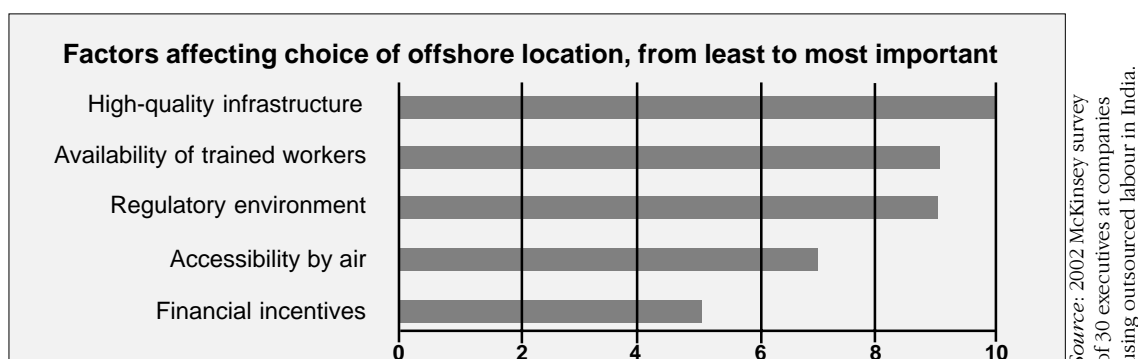 Factors affecting choice of offshore location, from least to most important
High-quality infrastructure
Availability of trained workers
Regulatory environment
Accessibility by air
Financial incentives
0 2 4 6 8 10
Source: 2002 McKinsey survey
of 30 executives at companies
using outsourced labour in India.